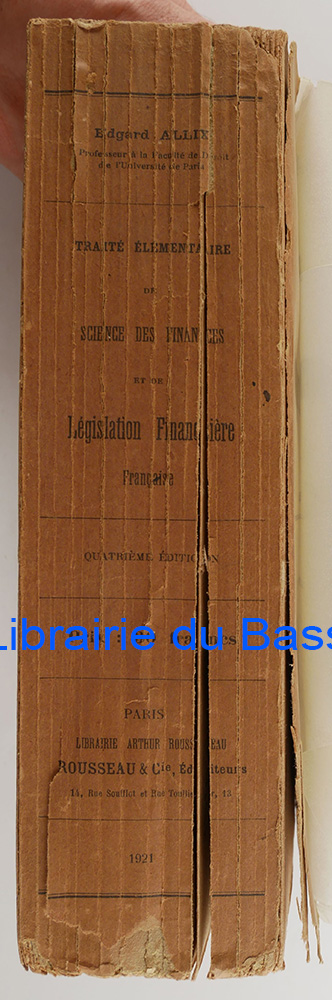 Edgard ALLIX
Professeur à la Faculté de Droit
de l'Université de Paris
TRAITÉ ÉLÉMENTAIRE
DE
SCIENCE DES FINANCES
ET DE
Législation Financière
Française
QUATRIÈME ÉDITION
francs
Librairie du Bass
PARIS
LIBRAIRIE ARTHUR ROUSSEAU
ROUSSEAU & Cie, Éditeurs
14, Rue Soufflot et Rue Toullier, 13
1921